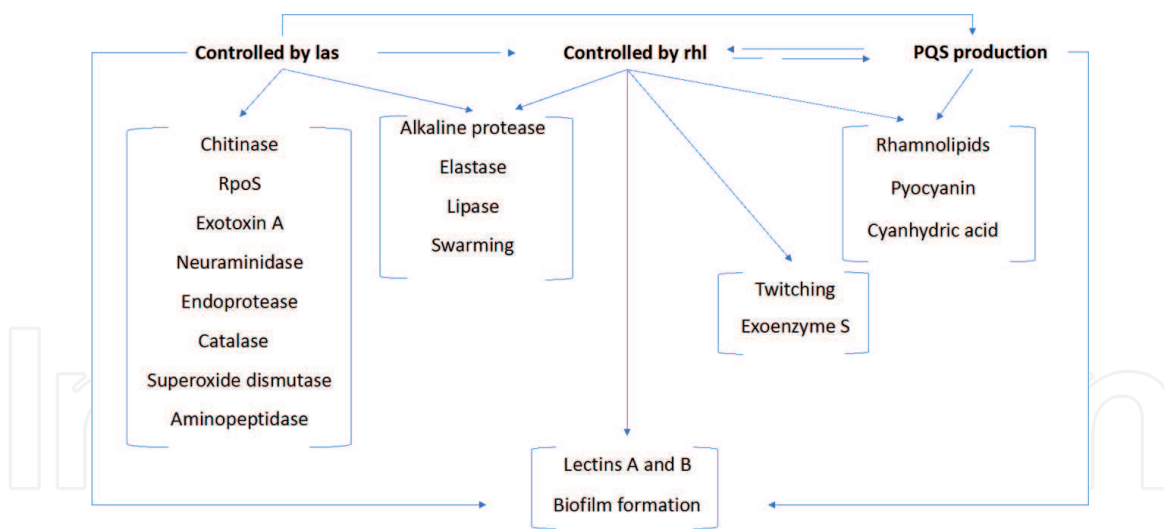 Controlled by las
Controlled by rhl
PQS production
Chitinase
RpoS
Exotoxin A
Neuraminidase
Endoprotease
Catalase
Superoxide dismutase
Aminopeptidase
Alkaline protease
Elastase
Lipase
Swarming
Rhamnolipids
Pyocyanin
Cyanhydric acid
Twitching
Exoenzyme S
Lectins A and B
Biofilm formation